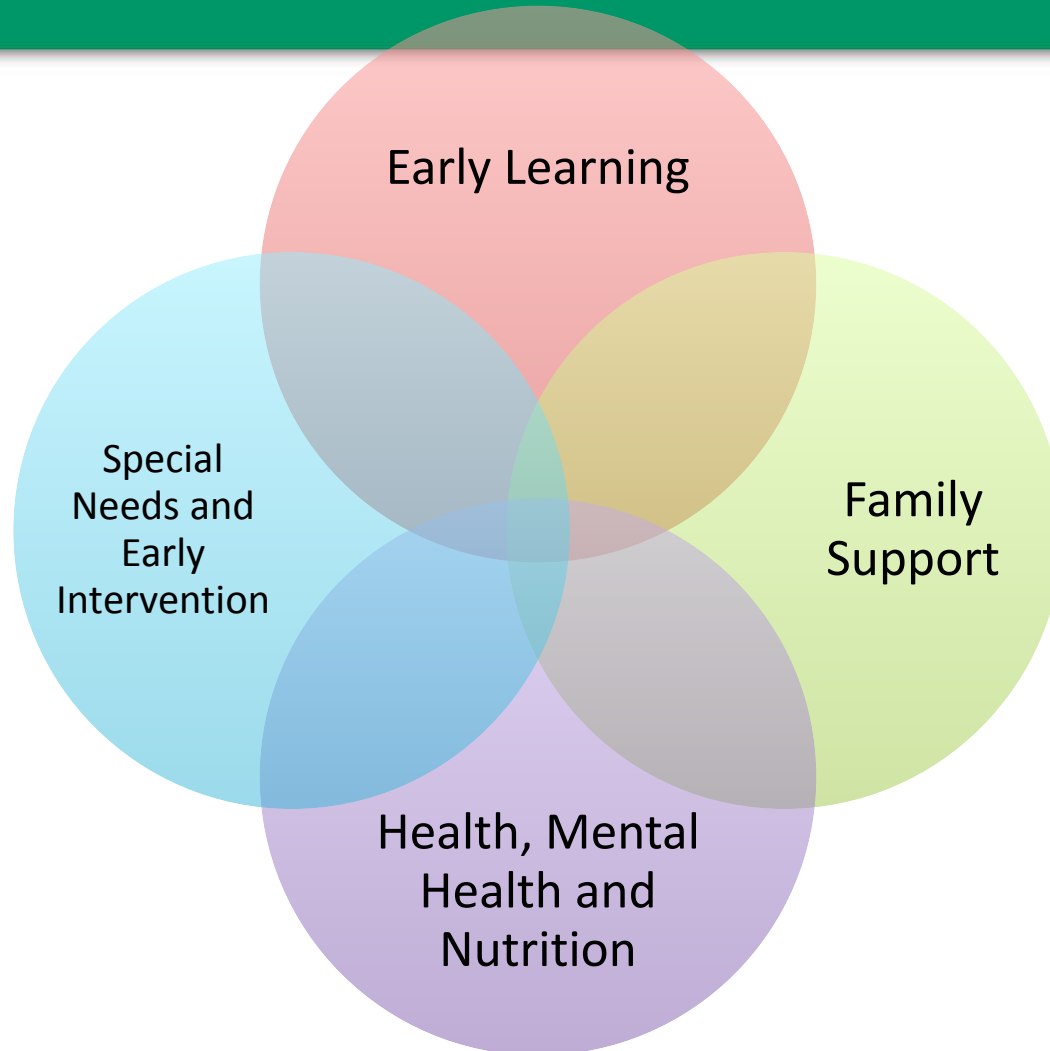 Early Learning
Special
Needs and
Early
Intervention
Family
Support
Health, Mental
Health and
Nutrition